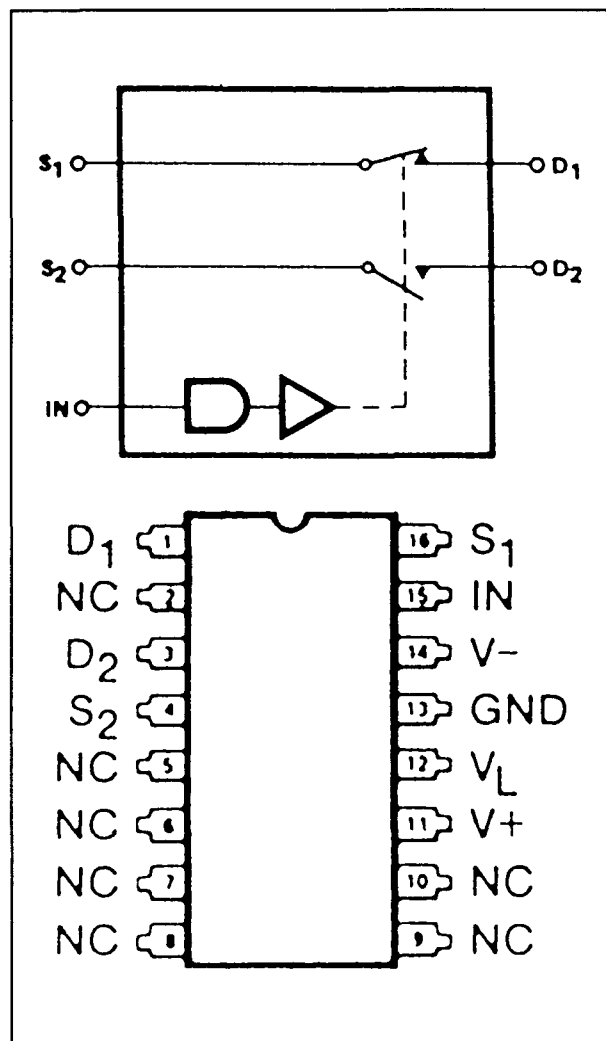 S1 D1
S2 D2
IN
D1 1 16 S1
NC 2 15 IN
D2 3 14 V-
S2 4 13 GND
NC 5 12 VL
NC 6 11 V+
NC 7 10 NC
NC 8 9 NC